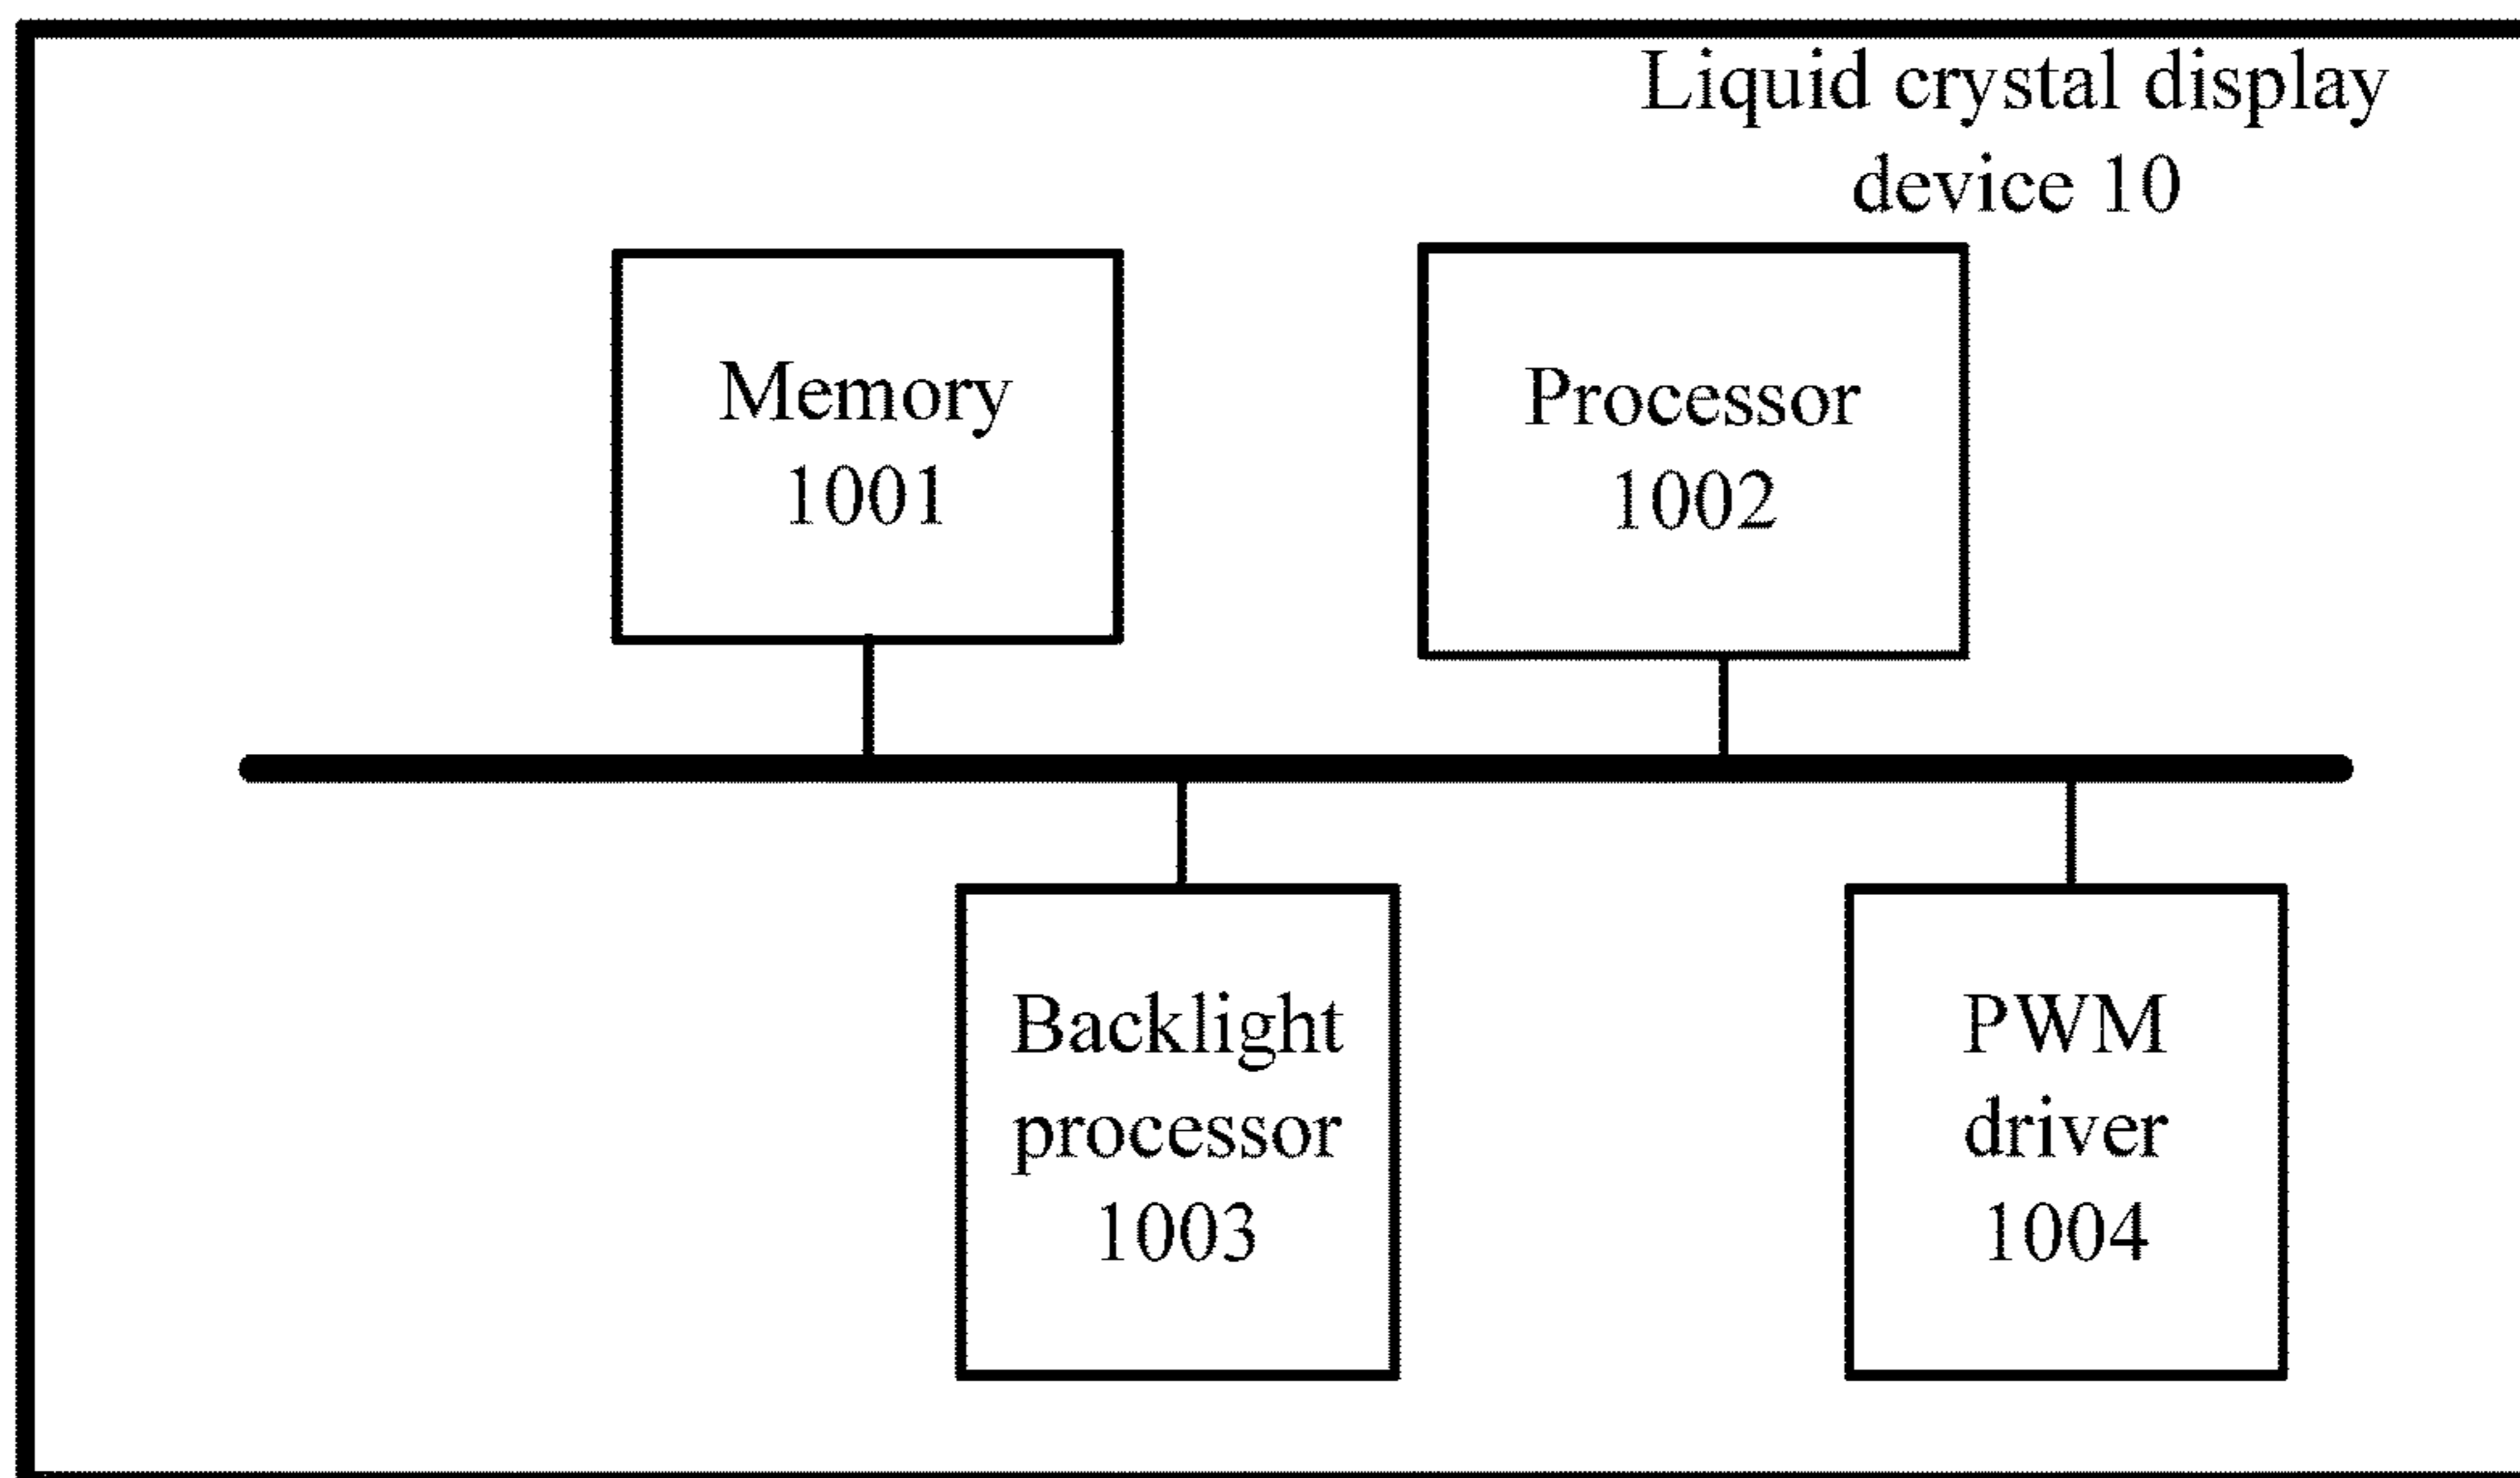 Liquid crystal display
device 10
Memory
1001
Processor
1002
Backlight
processor
1003
PWM
driver
1004